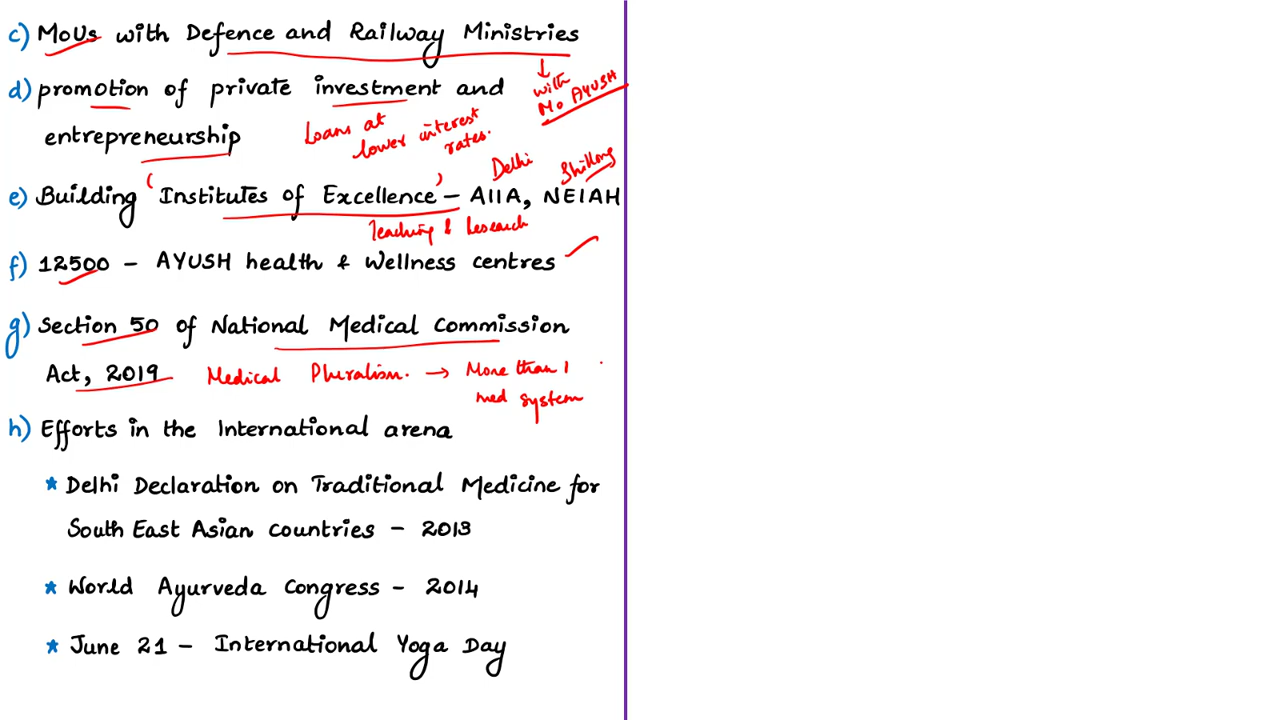 c) MoUs with Defence and Railway Ministries
with
Mo AYUSH
d) promotion of private investment and
entrepreneurship
Loans at
lower interest
rates.
Delhi
Shillong
e) Building 'Institutes of Excellence' - AIIA, NEIAH
Teaching & Research
f) 12500 - AYUSH health & Wellness centres
g) Section 50 of National Medical Commission
Act, 2019 Medical Pluralism. → More than 1
med system
h) Efforts in the International arena
* Delhi Declaration on Traditional Medicine for
South East Asian countries - 2013
* World Ayurveda Congress - 2014
* June 21 - International Yoga Day